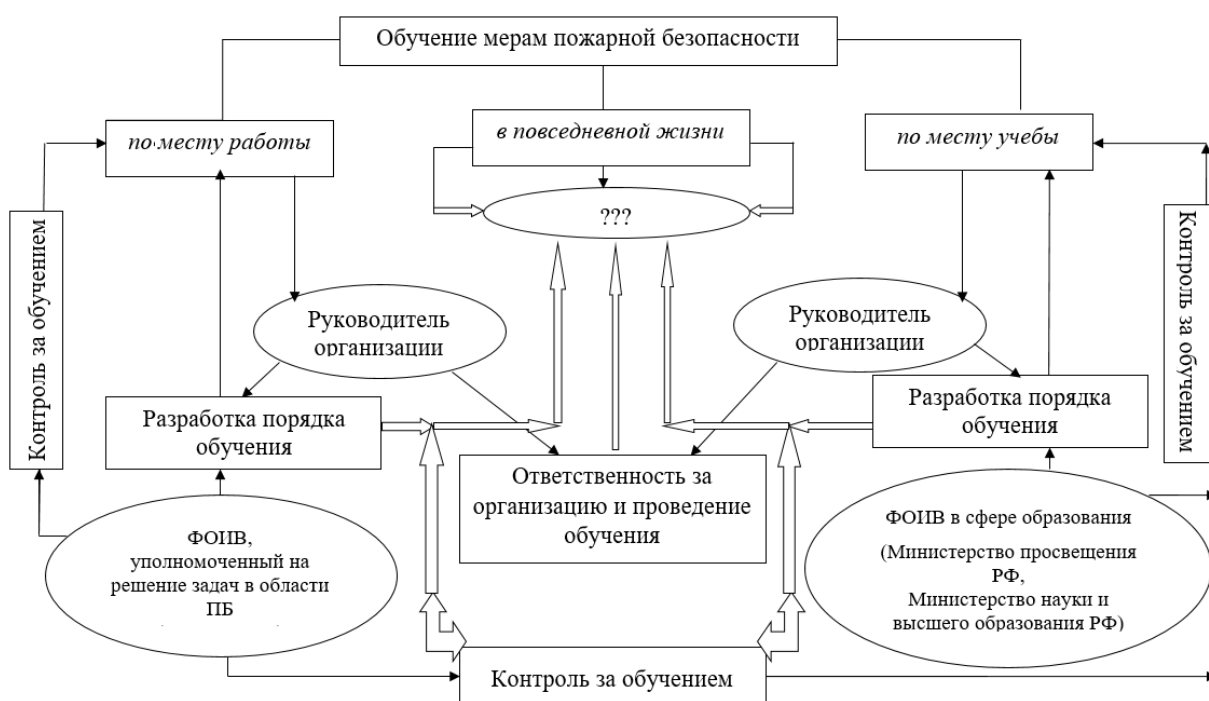 Обучение мерам пожарной безопасности
по месту работы
в повседневной жизни
по месту учебы
???
Контроль за обучением
Руководитель
организации
Руководитель
организации
Контроль за обучением
Разработка порядка
обучения
Разработка порядка
обучения
Ответственность за
организацию и проведение
обучения
ФОИВ,
уполномоченный на
решение задач в области
ПБ
ФОИВ в сфере образования
(Министерство просвещения
РФ,
Министерство науки и
высшего образования РФ)
Контроль за обучением